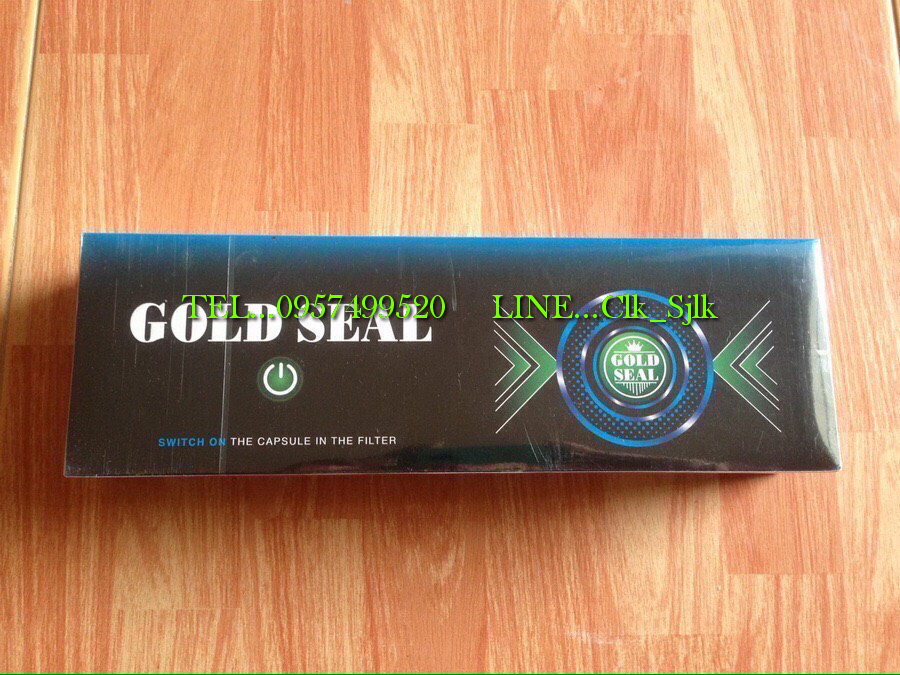 TEL...0957499520 LINE...Clk_Sjlk
GOLD SEAL
GOLD
SEAL
SWITCH ON THE CAPSULE IN THE FILTER